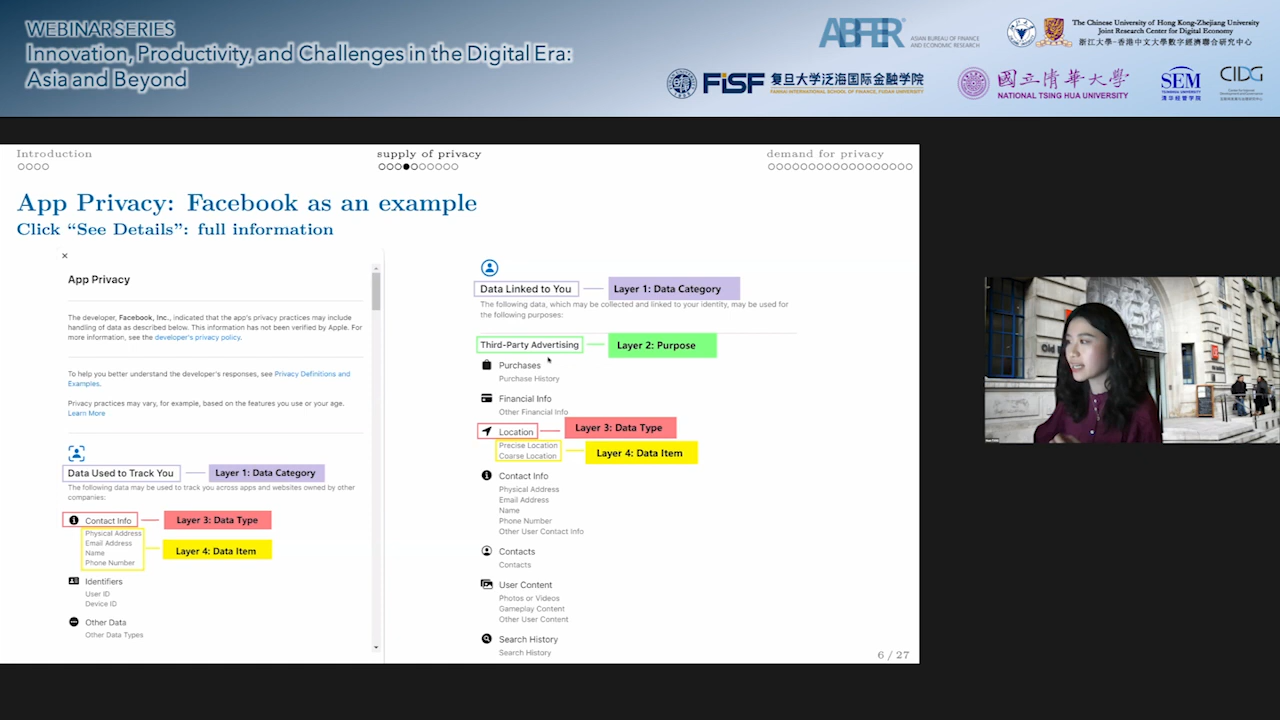 WEBINAR SERIES
Innovation, Productivity, and Challenges in the Digital Era:
Asia and Beyond
ABFER
ASIAN BUREAU OF FINANCE
AND ECONOMIC RESEARCH
The Chinese University of Hong Kong-Zhejiang University
Joint Research Center for Digital Economy
浙江大學-香港中文大學數字經濟聯合研究中心
FISF 复旦大学泛海国际金融学院
FANHAI INTERNATIONAL SCHOOL OF FINANCE, FUDAN UNIVERSITY
國立清華大學
NATIONAL TSING HUA UNIVERSITY
SEM
TSINGHUA UNIVERSITY
清华经管学院
CIDG
Introduction
supply of privacy
demand for privacy
App Privacy: Facebook as an example
Click “See Details”: full information
×
App Privacy
The developer, Facebook, Inc., indicated that the app's privacy practices may include
handling of data as described below. This information has not been verified by Apple. For
more information, see the developer's privacy policy.
To help you better understand the developer's responses, see Privacy Definitions and
Examples.
Privacy practices may vary, for example, based on the features you use or your age.
Learn More
Data Used to Track You
Layer 1: Data Category
The following data may be used to track you across apps and websites owned by other
companies:
Contact Info
Layer 3: Data Type
Physical Address
Email Address
Name
Phone Number
Layer 4: Data Item
Identifiers
User ID
Device ID
Other Data
Other Data Types
Data Linked to You
Layer 1: Data Category
The following data, which may be collected and linked to your identity, may be used for
the following purposes:
Third-Party Advertising
Layer 2: Purpose
Purchases
Purchase History
Financial Info
Other Financial Info
Location
Layer 3: Data Type
Precise Location
Coarse Location
Layer 4: Data Item
Contact Info
Physical Address
Email Address
Name
Phone Number
Other User Contact Info
Contacts
Contacts
User Content
Photos or Videos
Gameplay Content
Other User Content
Search History
Search History
6 / 27